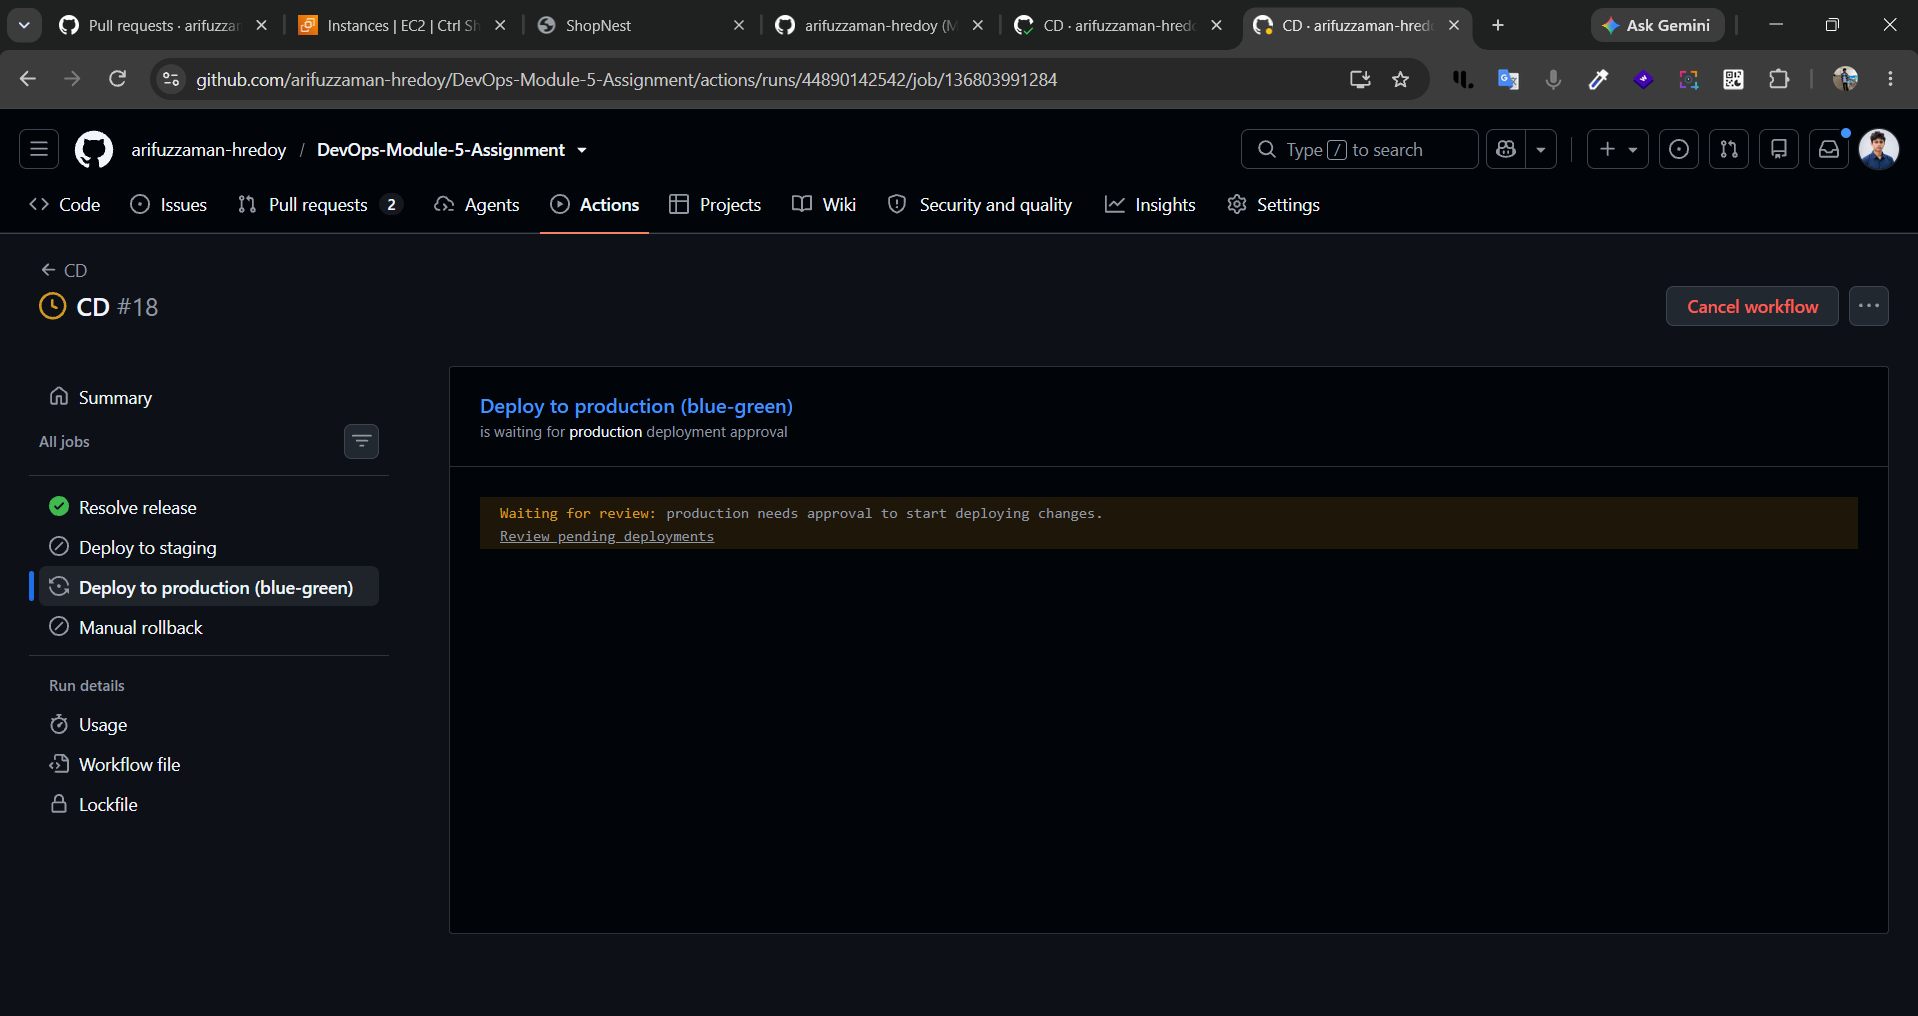 Pull requests · arifuzzan
Instances | EC2 | Ctrl Sh
ShopNest
arifuzzaman-hredoy (M
CD · arifuzzaman-hredo
CD · arifuzzaman-hredo
Ask Gemini
github.com/arifuzzaman-hredoy/DevOps-Module-5-Assignment/actions/runs/44890142542/job/136803991284
arifuzzaman-hredoy / DevOps-Module-5-Assignment
Type / to search
Code
Issues
Pull requests 2
Agents
Actions
Projects
Wiki
Security and quality
Insights
Settings
CD
CD #18
Cancel workflow
Summary
All jobs
Resolve release
Deploy to staging
Deploy to production (blue-green)
Manual rollback
Run details
Usage
Workflow file
Lockfile
Deploy to production (blue-green)
is waiting for production deployment approval
Waiting for review: production needs approval to start deploying changes.
Review pending deployments